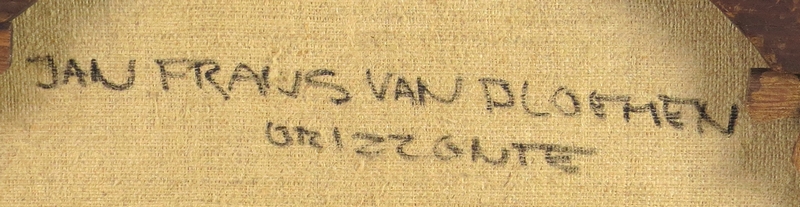 JAN FRANS VAN BLOEMEN
ORIZZONTE